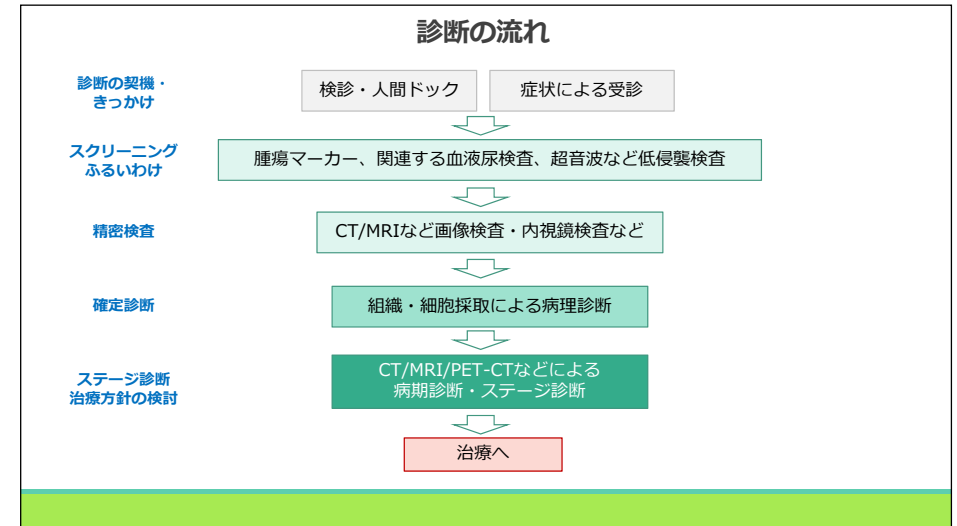 診断の流れ
診断の契機・
きっかけ
検診・人間ドック
症状による受診
スクリーニング
ふるいわけ
腫瘍マーカー、関連する血液尿検査、超音波など低侵襲検査
精密検査
CT/MRIなど画像検査・内視鏡検査など
確定診断
組織・細胞採取による病理診断
ステージ診断
治療方針の検討
CT/MRI/PET-CTなどによる
病期診断・ステージ診断
治療へ